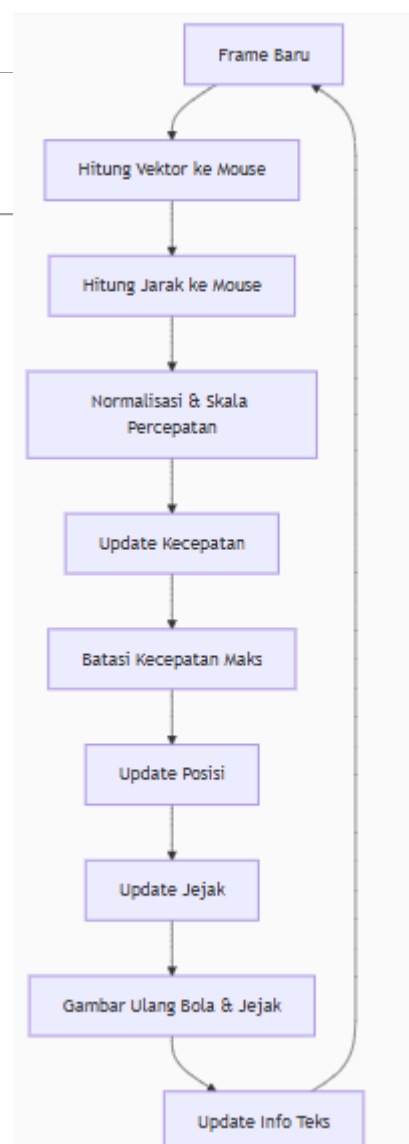 Frame Baru
Hitung Vektor ke Mouse
Hitung Jarak ke Mouse
Normalisasi & Skala
Percepatan
Update Kecepatan
Batasi Kecepatan Maks
Update Posisi
Update Jejak
Gambar Ulang Bola & Jejak
Update Info Teks